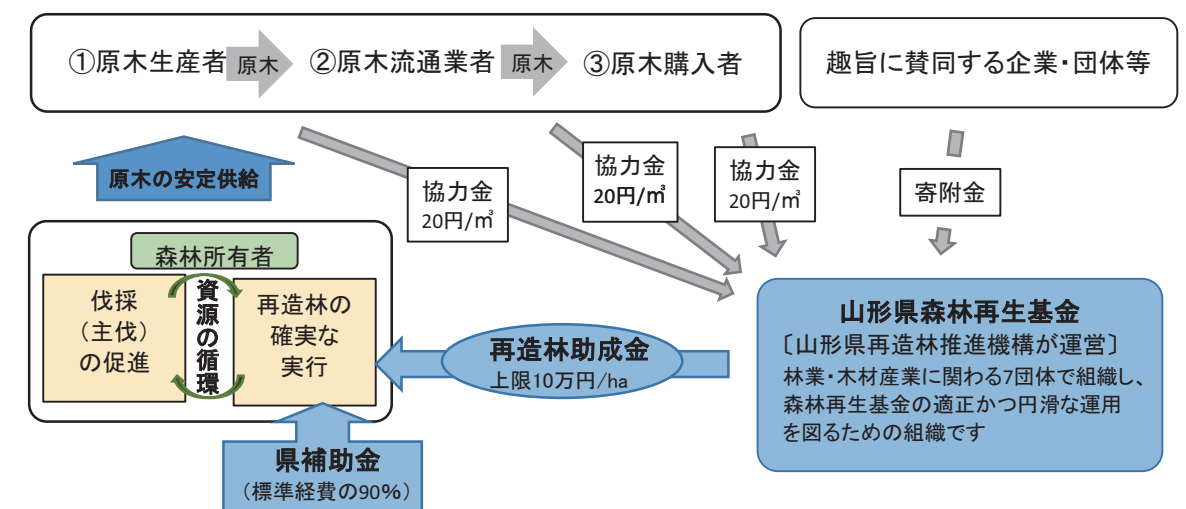 ①原木生産者
原木
②原木流通業者
原木
③原木購入者
趣旨に賛同する企業・団体等
原木の安定供給
協力金
20円/㎥
協力金
20円/㎥
協力金
20円/㎥
寄附金
森林所有者
伐採
（主伐）
の促進
資源の循環
再造林の
確実な
実行
再造林助成金
上限10万円/ha
山形県森林再生基金
〔山形県再造林推進機構が運営〕
林業・木材産業に関わる7団体で組織し、
森林再生基金の適正かつ円滑な運用
を図るための組織です
県補助金
（標準経費の90％）